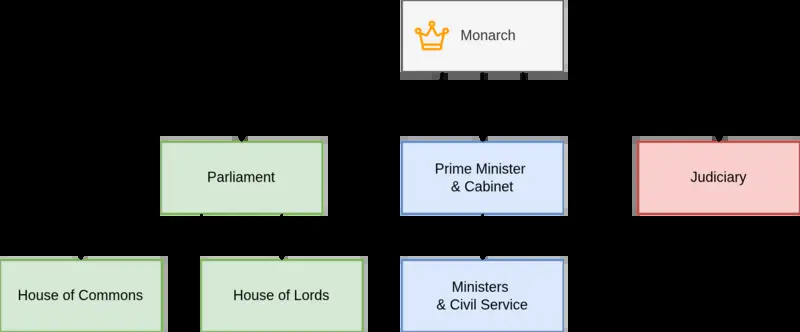 Monarch
Parliament
Prime Minister
& Cabinet
Judiciary
House of Commons
House of Lords
Ministers
& Civil Service